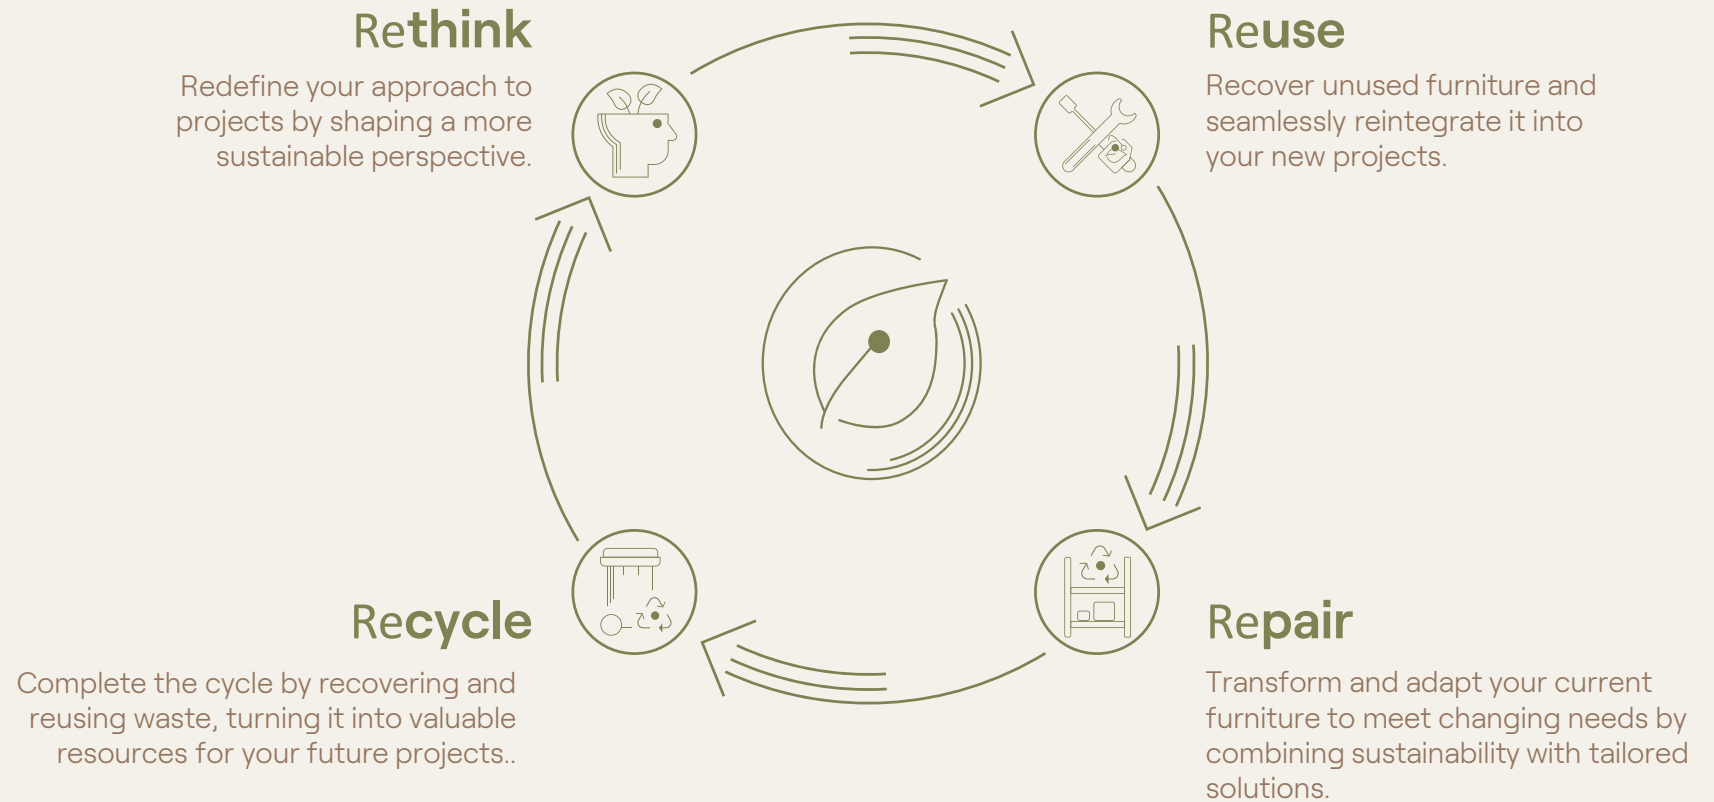 Rethink
Redefine your approach to
projects by shaping a more
sustainable perspective.
Reuse
Recover unused furniture and
seamlessly reintegrate it into
your new projects.
Recycle
Complete the cycle by recovering and
reusing waste, turning it into valuable
resources for your future projects..
Repair
Transform and adapt your current
furniture to meet changing needs by
combining sustainability with tailored
solutions.